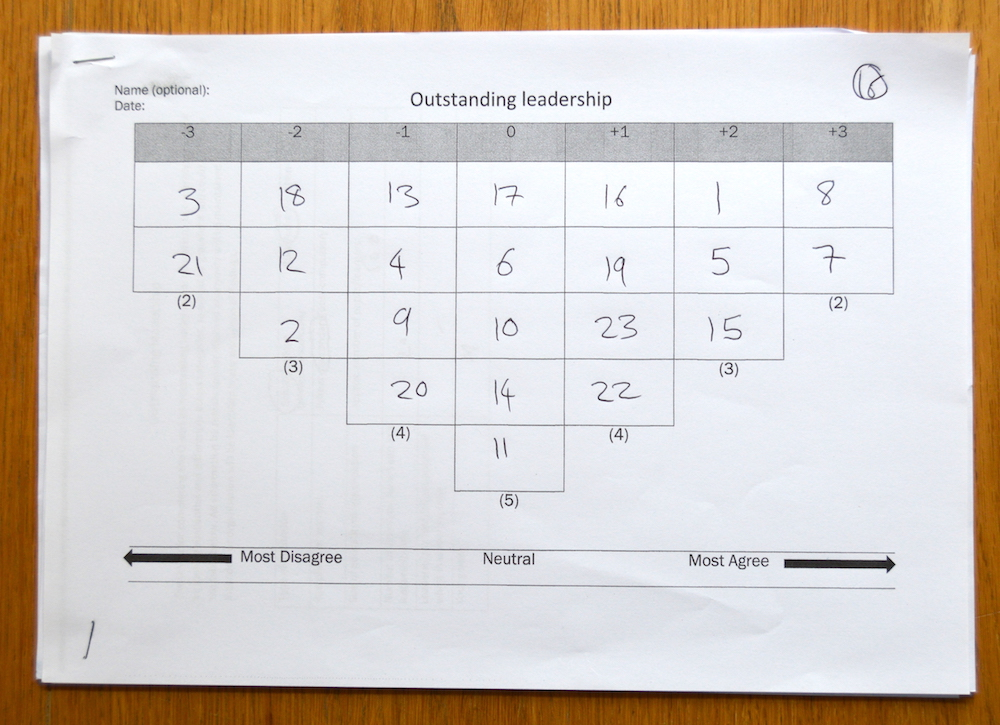 18
Name (optional):
Outstanding leadership
Date:
-3 -2 -1 0 +1 +2 +3
3 18 13 17 16 1 8
21 12 4 6 19 5 7
(2) (2)
2 9 10 23 15
(3) (3)
20 14 22
(4) (4)
11
(5)
Most Disagree Neutral Most Agree